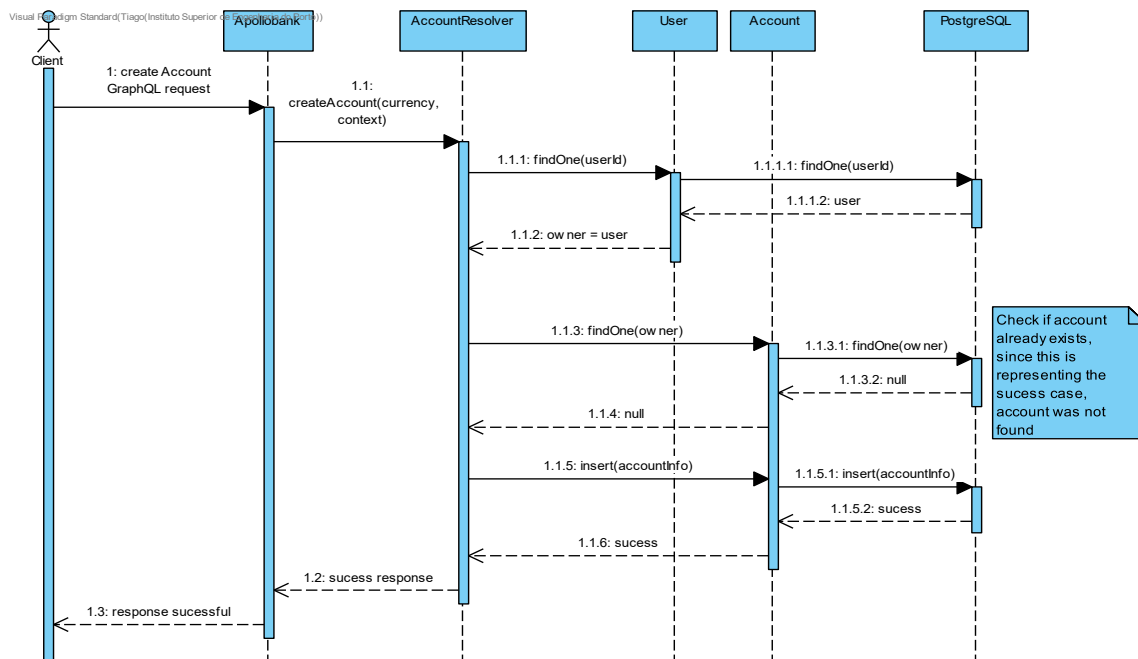 Visual Paradigm Standard(Tiago(Instituto Superior de Engenharia do Porto))
Apollobank
AccountResolver
User
Account
PostgreSQL
Client
1: create Account
GraphQL request
1.1:
createAccount(currency,
context)
1.1.1: findOne(userId)
1.1.1.1: findOne(userId)
1.1.1.2: user
1.1.2: owner = user
1.1.3: findOne(owner)
1.1.3.1: findOne(owner)
1.1.3.2: null
1.1.4: null
Check if account
already exists,
since this is
representing the
sucess case,
account was not
found
1.1.5: insert(accountInfo)
1.1.5.1: insert(accountInfo)
1.1.5.2: sucess
1.1.6: sucess
1.2: sucess response
1.3: response sucessful